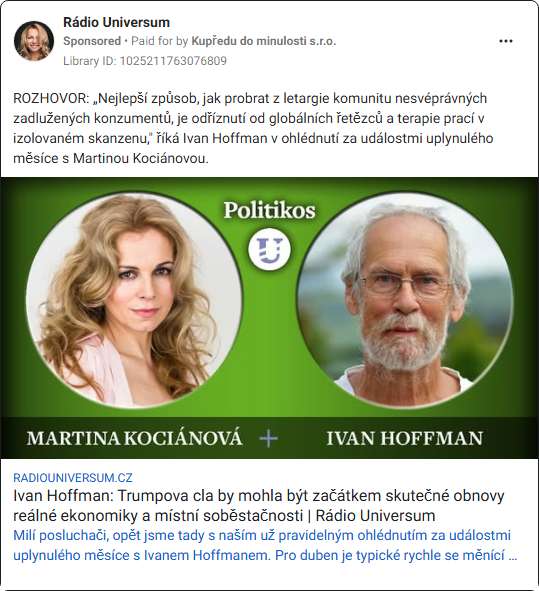 Rádio Universum
Sponsored • Paid for by Kupředu do minulosti s.r.o.
Library ID: 1025211763076809
ROZHOVOR: „Nejlepší způsob, jak probrat z letargie komunitu nesvéprávných
zadlužených konzumentů, je odříznutí od globálních řetězců a terapie prací v
izolovaném skanzenu," říká Ivan Hoffman v ohlédnutí za událostmi uplynulého
měsíce s Martinou Kociánovou.
Politikos
U
MARTINA KOCIÁNOVÁ + IVAN HOFFMAN
RADIOUNIVERSUM.CZ
Ivan Hoffman: Trumpova cla by mohla být začátkem skutečné obnovy
reálné ekonomiky a místní soběstačnosti | Rádio Universum
Milí posluchači, opět jsme tady s naším už pravidelným ohlédnutím za událostmi
uplynulého měsíce s Ivanem Hoffmanem. Pro duben je typické rychle se měnící ...